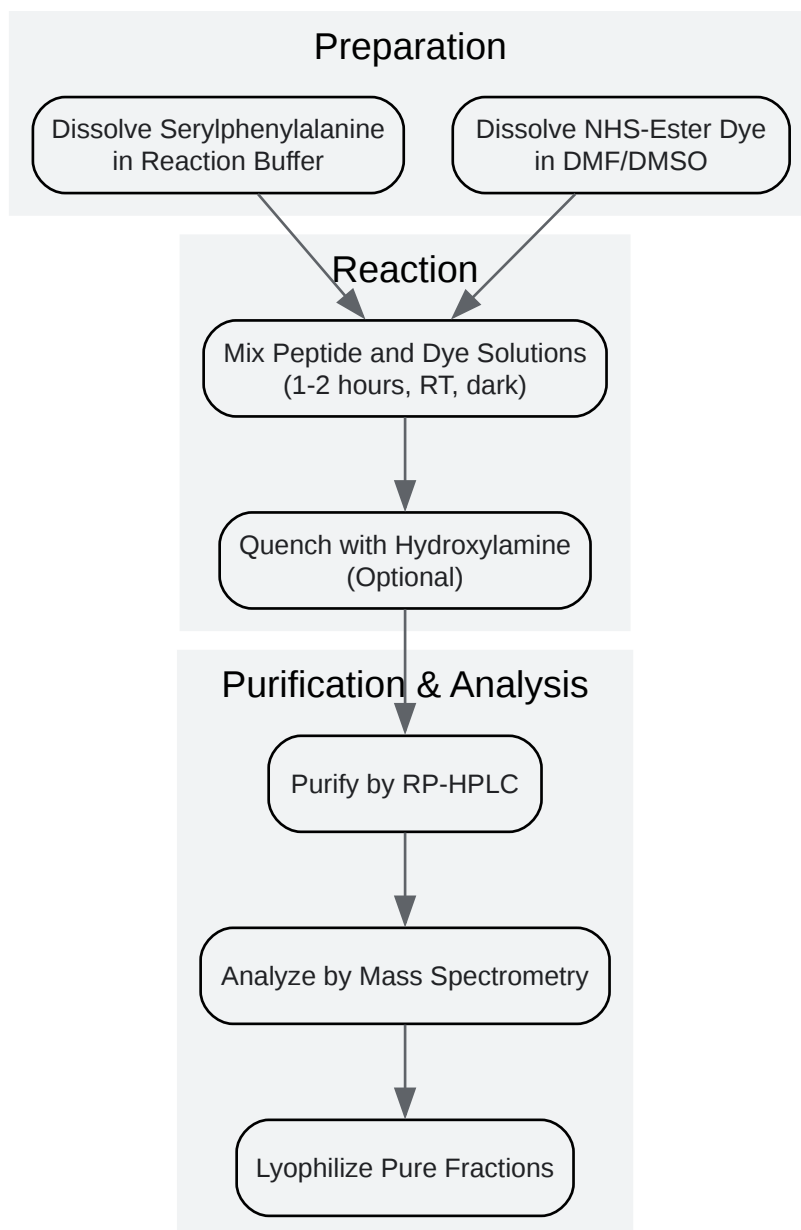 Preparation
Dissolve Serylphenylalanine
in Reaction Buffer
Dissolve NHS-Ester Dye
in DMF/DMSO
Reaction
Mix Peptide and Dye Solutions
(1-2 hours, RT, dark)
Quench with Hydroxylamine
(Optional)
Purification & Analysis
Purify by RP-HPLC
Analyze by Mass Spectrometry
Lyophilize Pure Fractions